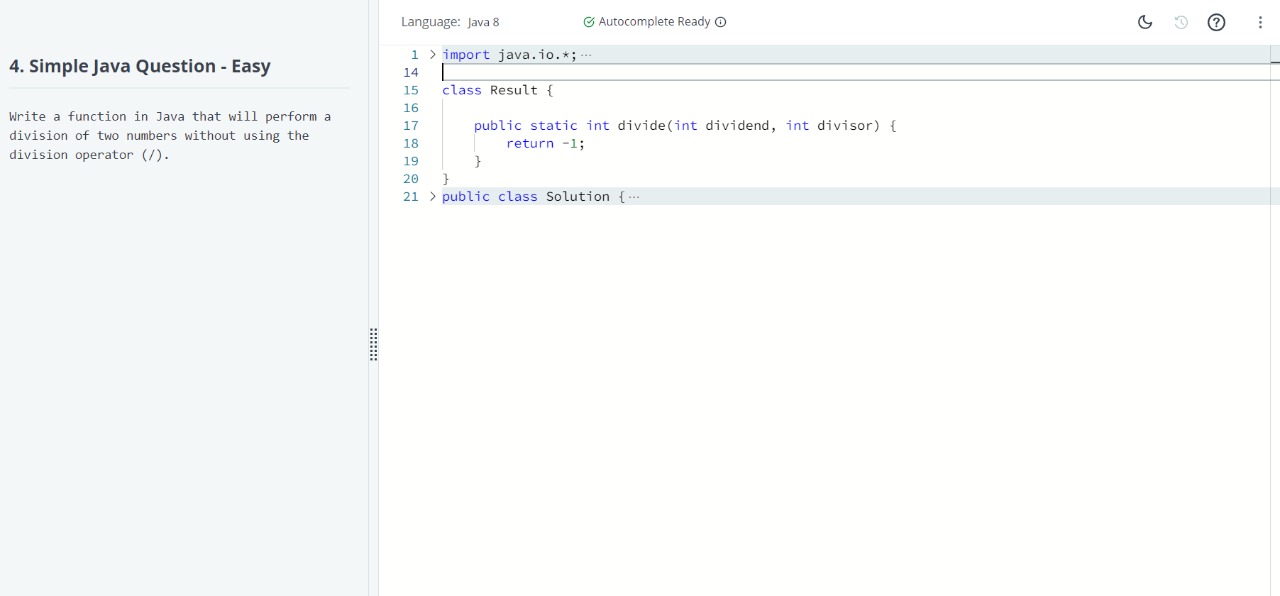 Language: Java 8 Autocomplete Ready
4. Simple Java Question - Easy
Write a function in Java that will perform a
division of two numbers without using the
division operator (/).
1 > import java.io.*; ···
14
15 class Result {
16
17     public static int divide(int dividend, int divisor) {
18         return -1;
19     }
20 }
21 > public class Solution { ···